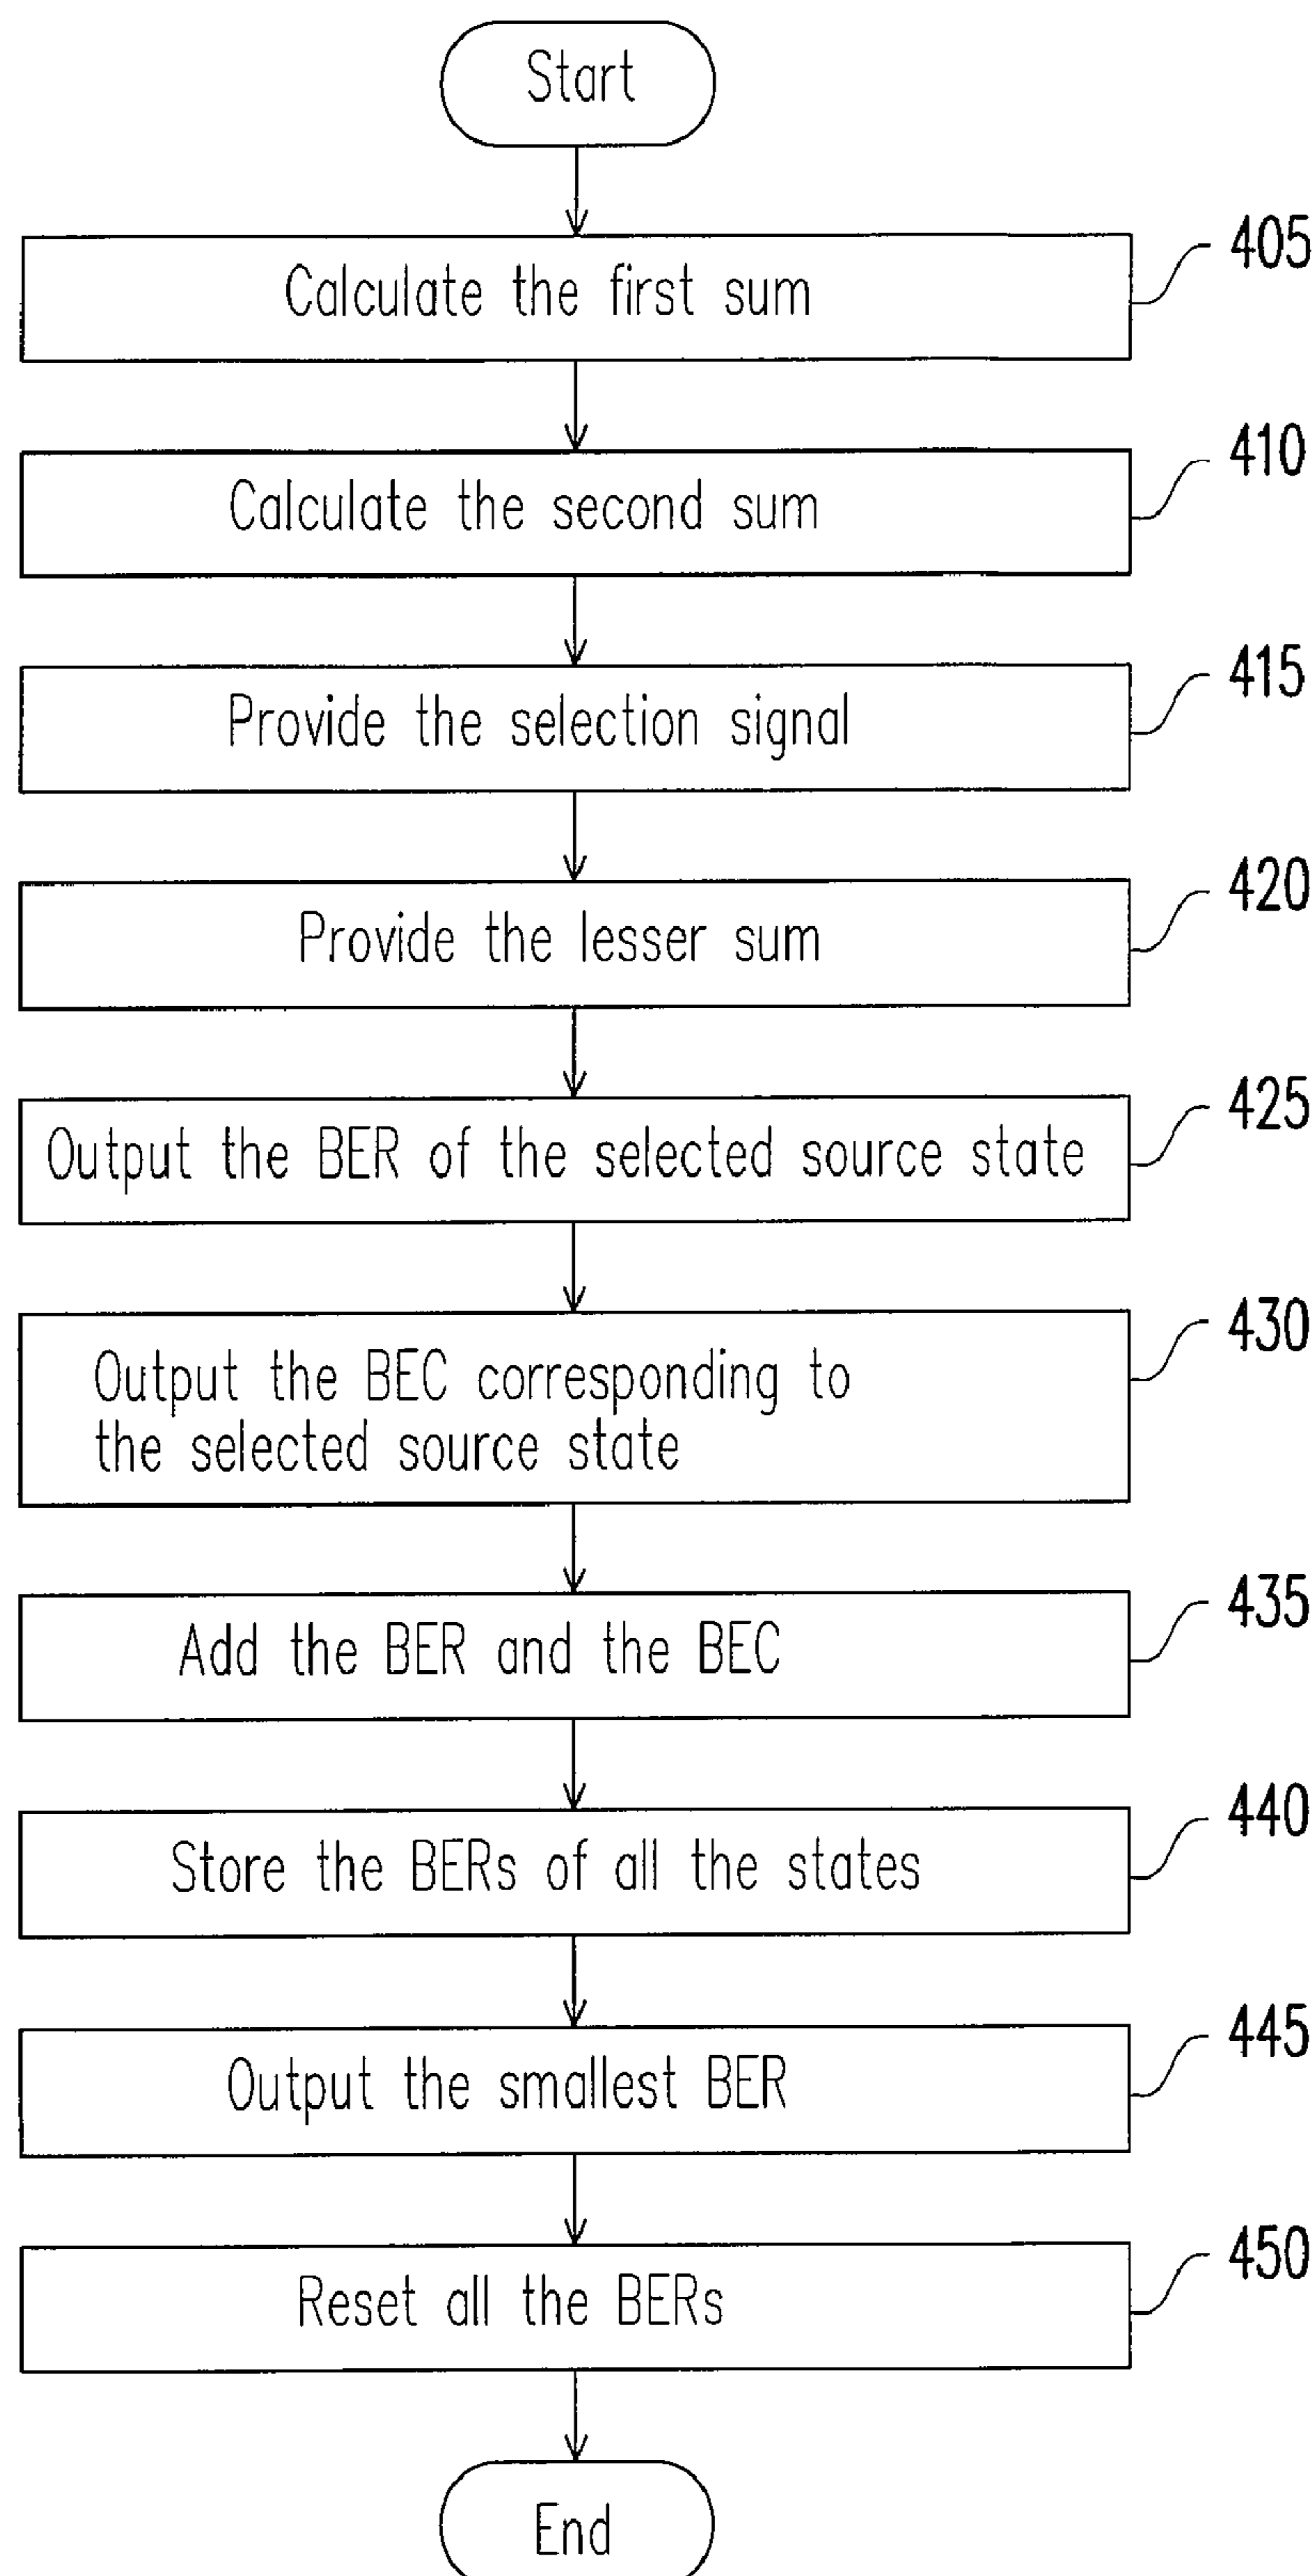 Start
Calculate the first sum
405
Calculate the second sum
410
Provide the selection signal
415
Provide the lesser sum
420
Output the BER of the selected source state
425
Output the BEC corresponding to
the selected source state
430
Add the BER and the BEC
435
Store the BERs of all the states
440
Output the smallest BER
445
Reset all the BERs
450
End